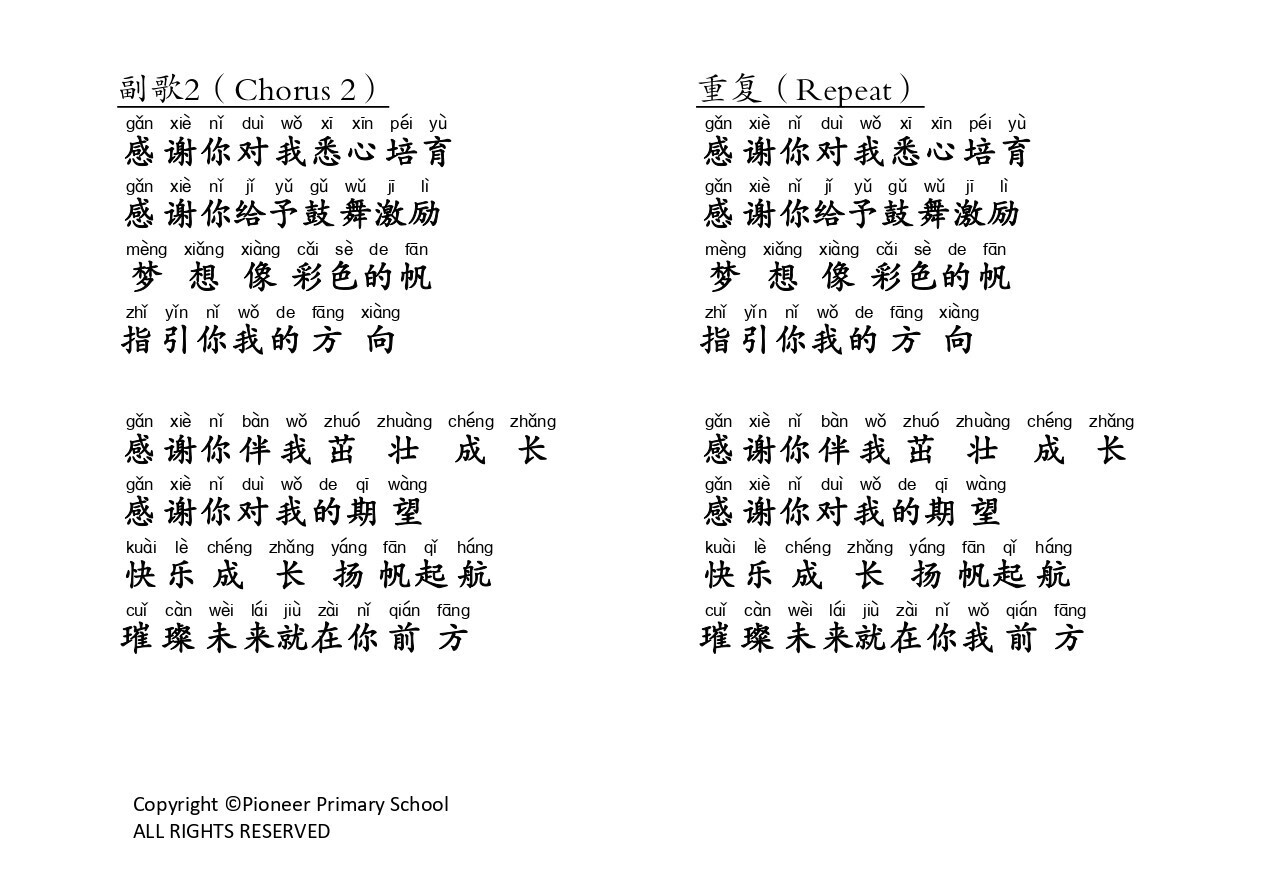 副歌2（Chorus 2）
gǎn xiè nǐ duì wǒ xī xīn péi yù
感谢你对我悉心培育
gǎn xiè nǐ jǐ yǔ gǔ wǔ jī lì
感谢你给予鼓舞激励
mèng xiǎng xiàng cǎi sè de fān
梦想像彩色的帆
zhǐ yǐn nǐ wǒ de fāng xiàng
指引你我的方向
gǎn xiè nǐ bàn wǒ zhuó zhuàng chéng zhǎng
感谢你伴我茁壮成长
gǎn xiè nǐ duì wǒ de qī wàng
感谢你对我的期望
kuài lè chéng zhǎng yáng fān qǐ háng
快乐成长扬帆起航
cuǐ càn wèi lái jiù zài nǐ qián fāng
璀璨未来就在你前方
重复（Repeat）
gǎn xiè nǐ duì wǒ xī xīn péi yù
感谢你对我悉心培育
gǎn xiè nǐ jǐ yǔ gǔ wǔ jī lì
感谢你给予鼓舞激励
mèng xiǎng xiàng cǎi sè de fān
梦想像彩色的帆
zhǐ yǐn nǐ wǒ de fāng xiàng
指引你我的方向
gǎn xiè nǐ bàn wǒ zhuó zhuàng chéng zhǎng
感谢你伴我茁壮成长
gǎn xiè nǐ duì wǒ de qī wàng
感谢你对我的期望
kuài lè chéng zhǎng yáng fān qǐ háng
快乐成长扬帆起航
cuǐ càn wèi lái jiù zài nǐ wǒ qián fāng
璀璨未来就在你我前方
Copyright ©Pioneer Primary School
ALL RIGHTS RESERVED